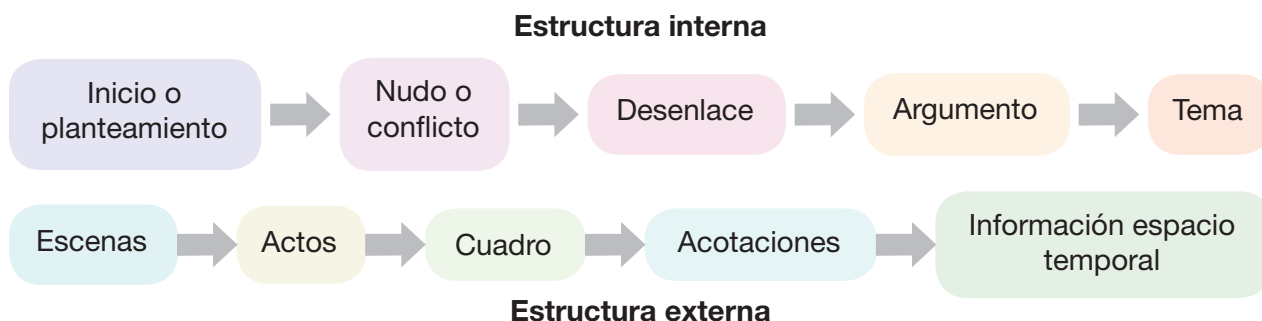 Estructura interna
Inicio o
planteamiento
Nudo o
conflicto
Desenlace
Argumento
Tema
Escenas
Actos
Cuadro
Acotaciones
Información espacio
temporal
Estructura externa